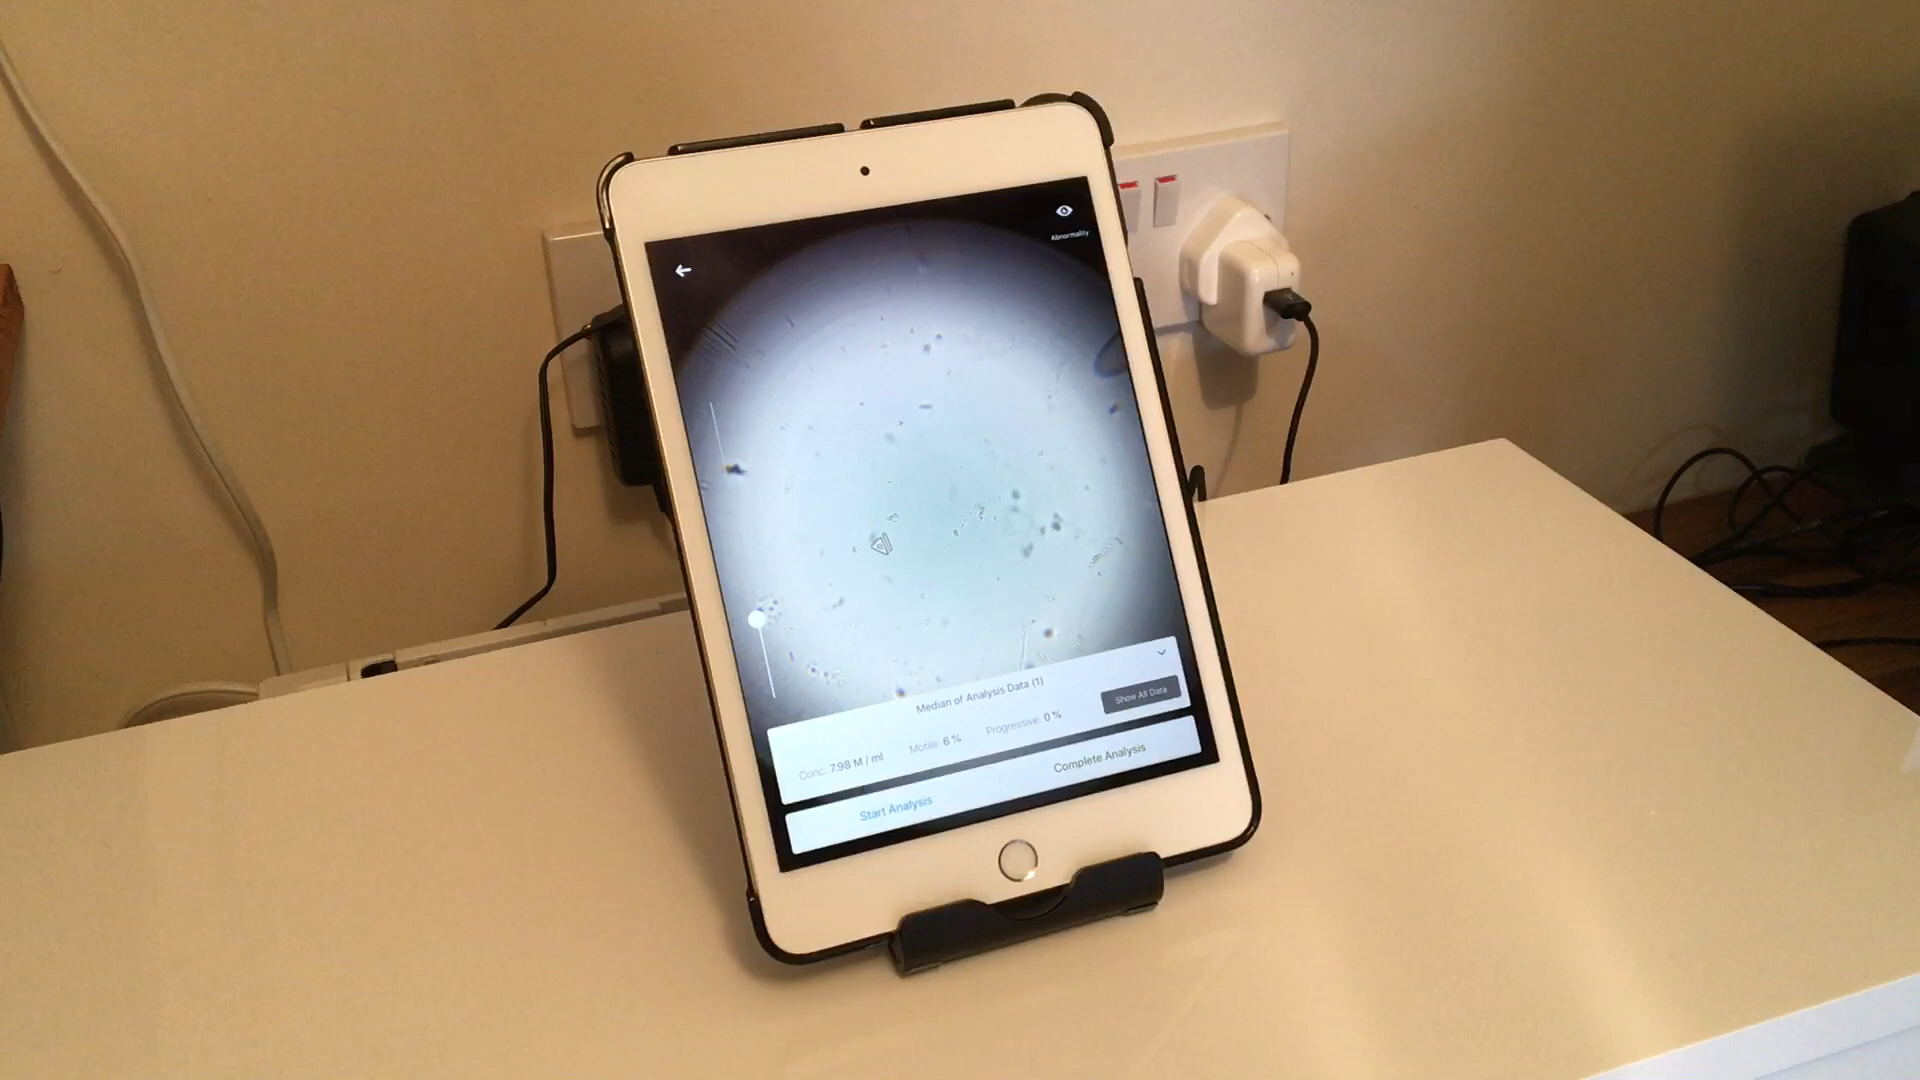 Abnormality
Median of Analysis Data (1)
Conc: 7.98 M / ml Motile: 6 % Progressive: 0 % Show All Data
Start Analysis Complete Analysis